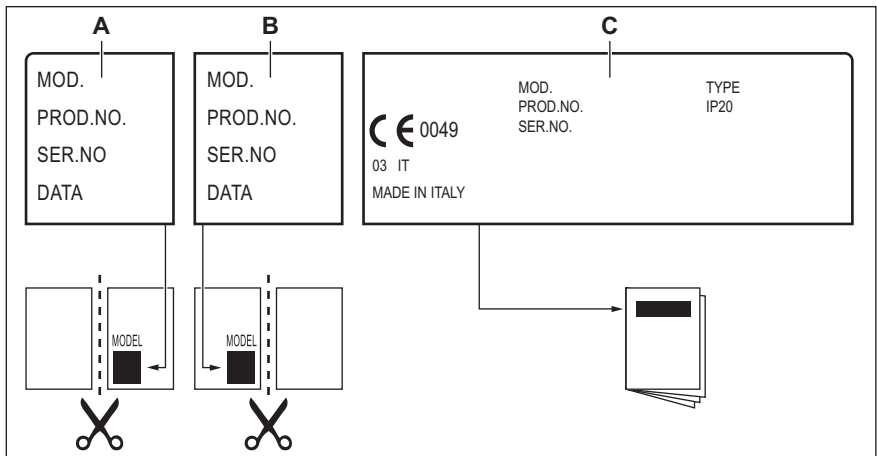 A
B
C
MOD.
PROD.NO.
SER.NO
DATA
MOD.
PROD.NO.
SER.NO
DATA
MOD.
PROD.NO.
SER.NO.
TYPE
IP20
CE 0049
03 IT
MADE IN ITALY
MODEL
MODEL